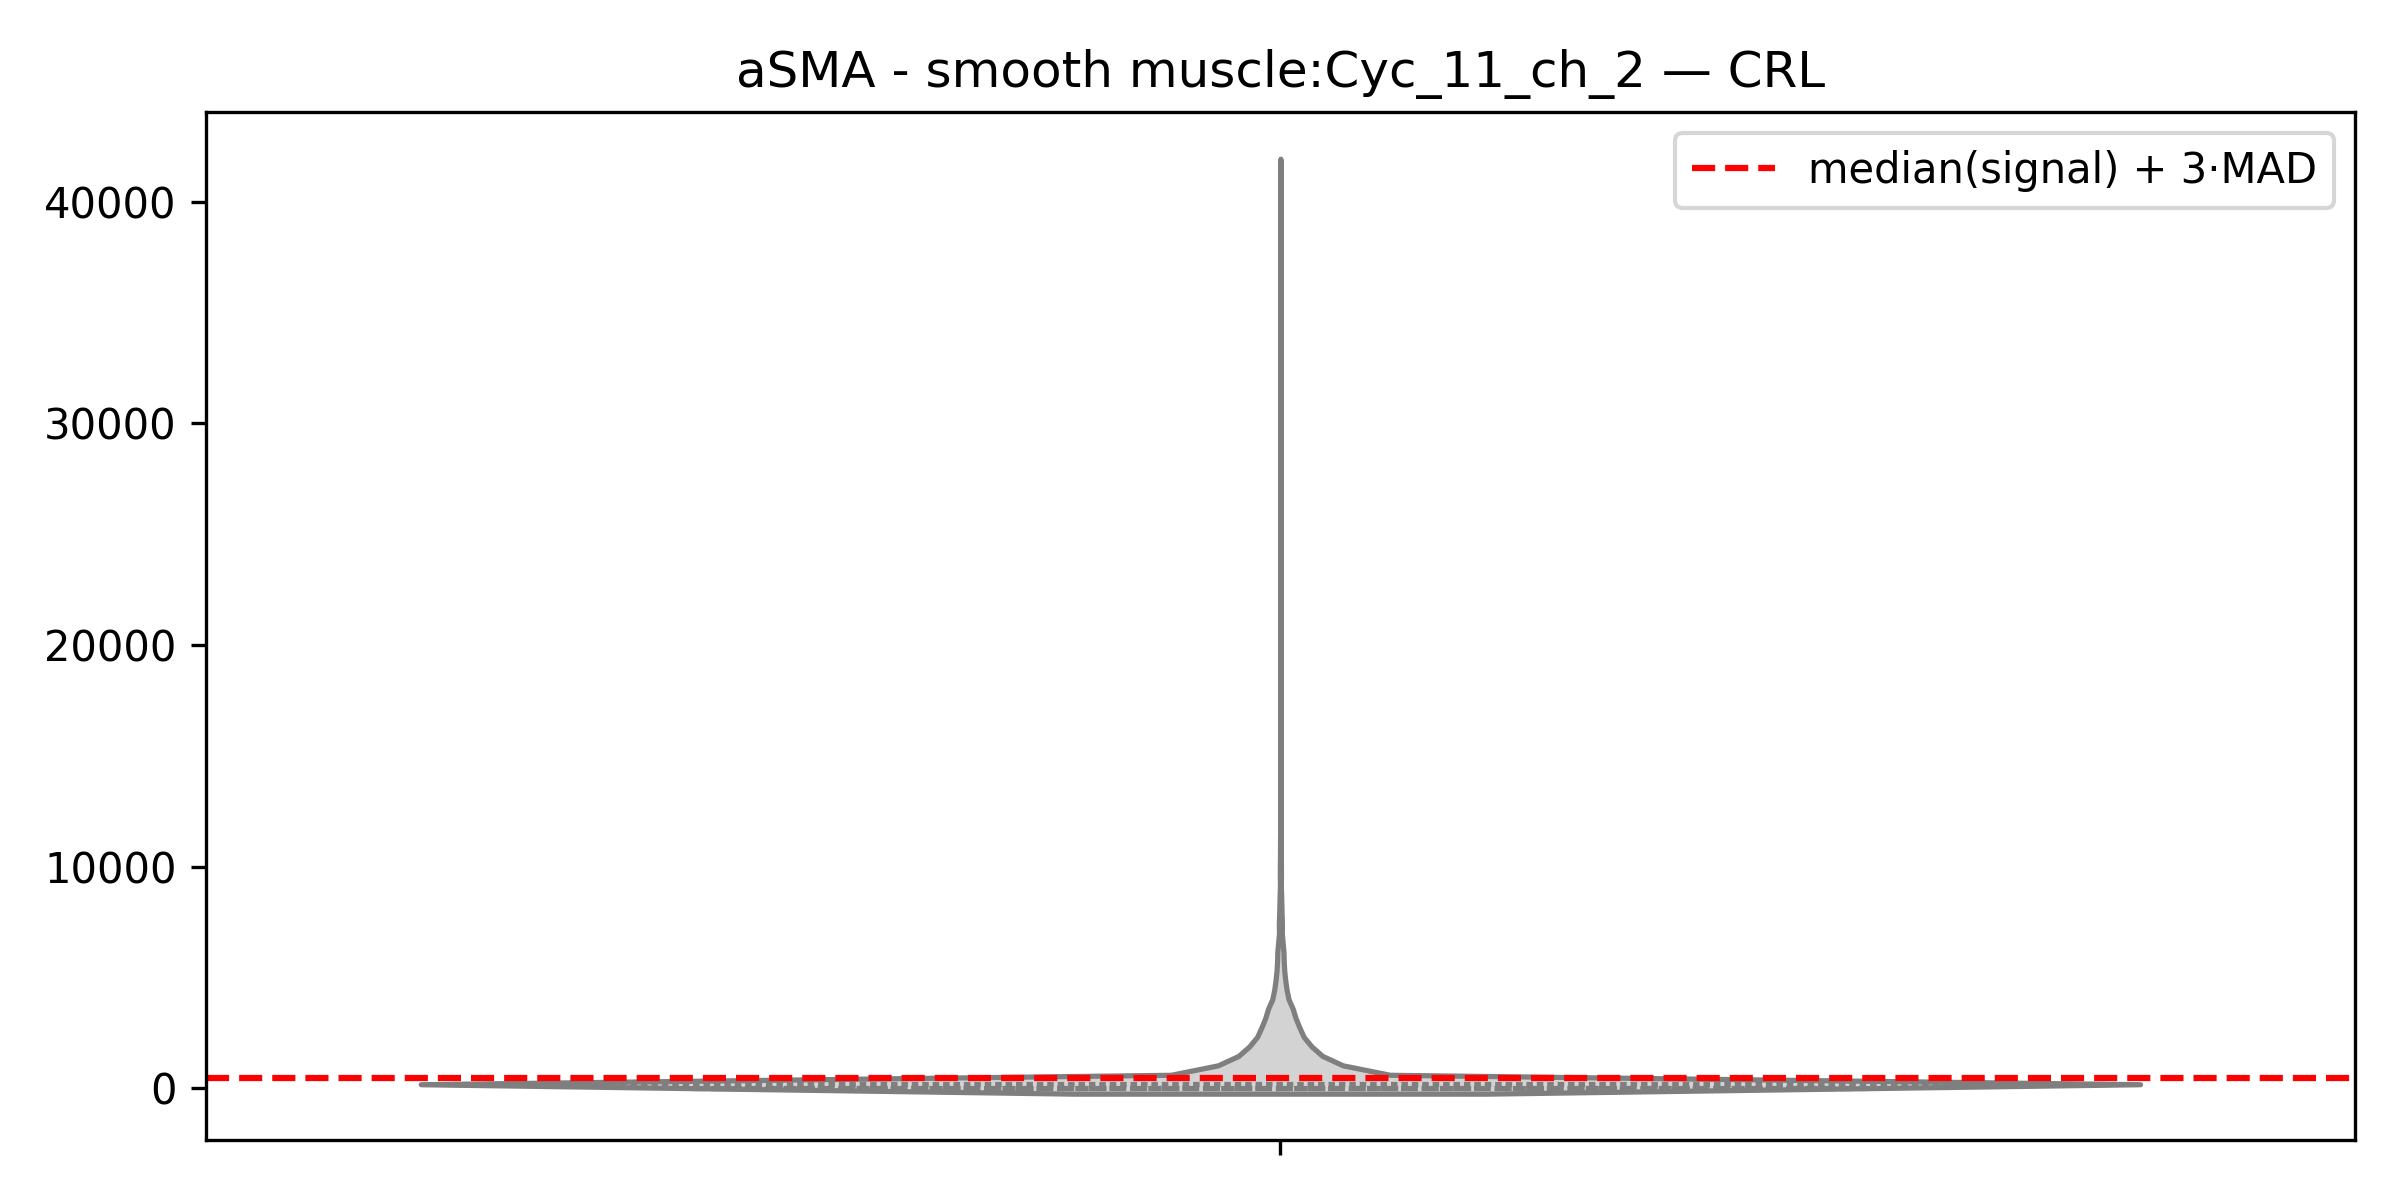 aSMA - smooth muscle:Cyc_11_ch_2 — CRL
median(signal) + 3·MAD
40000
30000
20000
10000
0